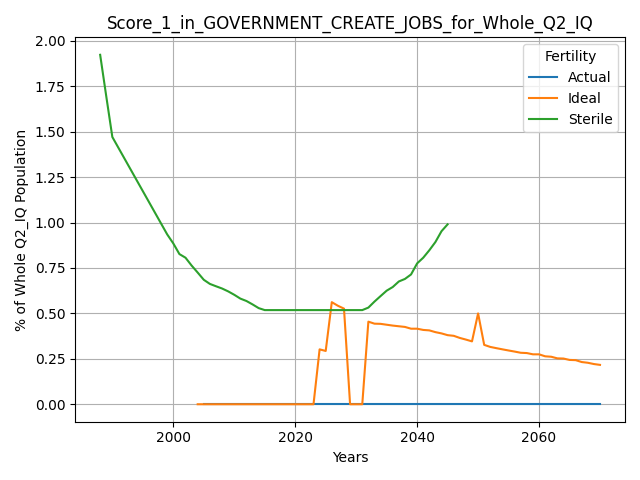 Score_1_in_GOVERNMENT_CREATE_JOBS_for_Whole_Q2_IQ
Fertility
Actual
Ideal
Sterile
% of Whole Q2_IQ Population
2.00
1.75
1.50
1.25
1.00
0.75
0.50
0.25
0.00
2000 2020 2040 2060
Years